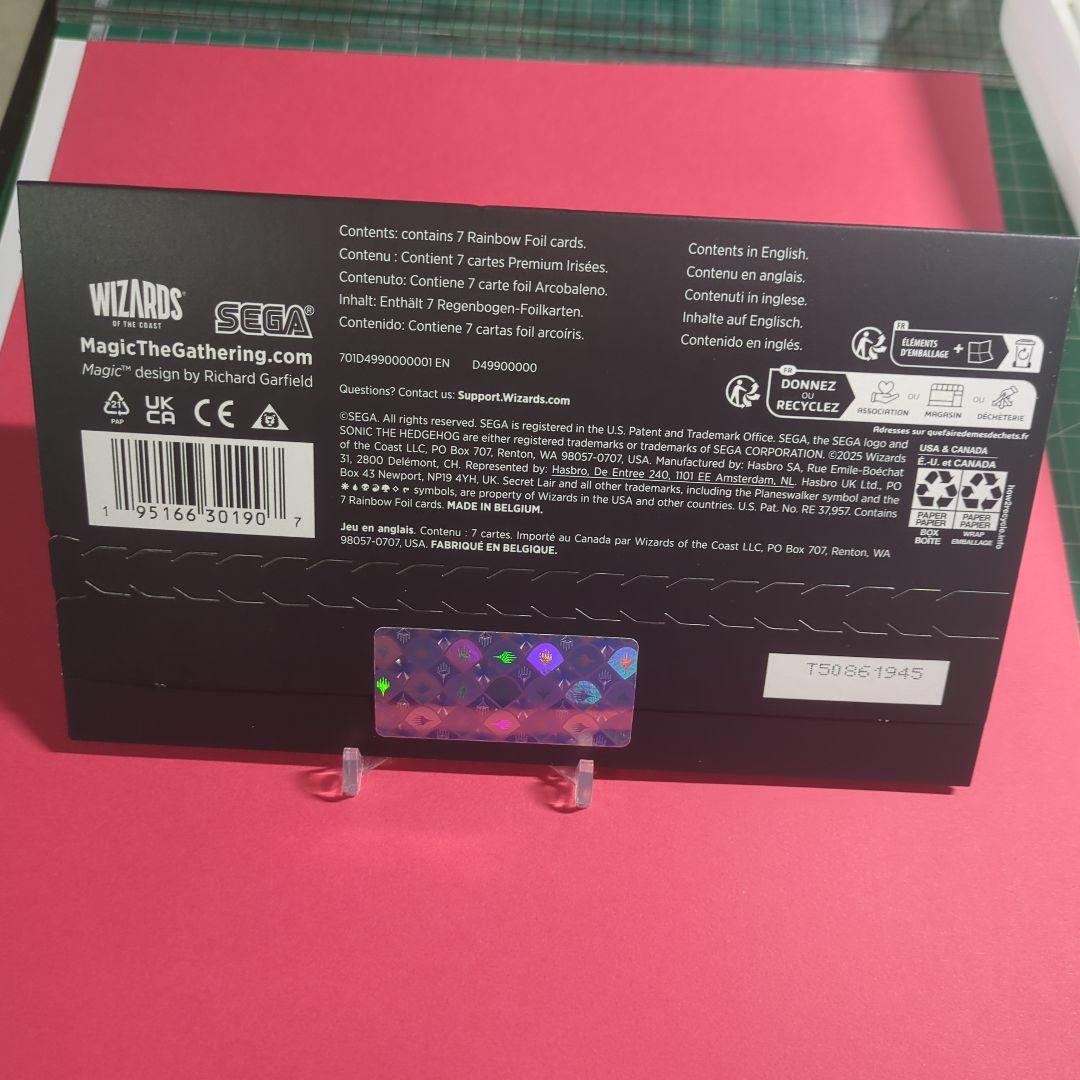 WIZARDS
OF THE COAST
SEGA®
MagicTheGathering.com
Magic™ design by Richard Garfield
21
PAP
UK
CA
CE
1 95166 30190 7
Contents: contains 7 Rainbow Foil cards.
Contenu : Contient 7 cartes Premium Irisées.
Contenuto: Contiene 7 carte foil Arcobaleno.
Inhalt: Enthält 7 Regenbogen-Foilkarten.
Contenido: Contiene 7 cartas foil arcoíris.
Contents in English.
Contenu en anglais.
Contenuti in inglese.
Inhalte auf Englisch.
Contenido en inglés.
701D4990000001 EN D49900000
Questions? Contact us: Support.Wizards.com
©SEGA. All rights reserved. SEGA is registered in the U.S. Patent and Trademark Office. SEGA, the SEGA logo and
SONIC THE HEDGEHOG are either registered trademarks or trademarks of SEGA CORPORATION. ©2025 Wizards
of the Coast LLC, PO Box 707, Renton, WA 98057-0707, USA. Manufactured by: Hasbro SA, Rue Emile-Boéchat
31, 2800 Delémont, CH. Represented by: Hasbro, De Entree 240, 1101 EE Amsterdam, NL. Hasbro UK Ltd., PO
Box 43 Newport, NP19 4YH, UK. Secret Lair and all other trademarks, including the Planeswalker symbol and the
symbols, are property of Wizards in the USA and other countries. U.S. Pat. No. RE 37,957. Contains
7 Rainbow Foil cards. MADE IN BELGIUM.
Jeu en anglais. Contenu : 7 cartes. Importé au Canada par Wizards of the Coast LLC, PO Box 707, Renton, WA
98057-0707, USA. FABRIQUÉ EN BELGIQUE.
FR
ÉLÉMENTS
D'EMBALLAGE +
FR
DONNEZ
OU
RECYCLEZ
ASSOCIATION
OU
MAGASIN
OU
DÉCHÈTERIE
Adresses sur quefairedemesdechets.fr
USA & CANADA
É.-U. et CANADA
PAPER
PAPIER
BOX
BOÎTE
PAPER
PAPIER
WRAP
EMBALLAGE
how2recycle.info
T50861945